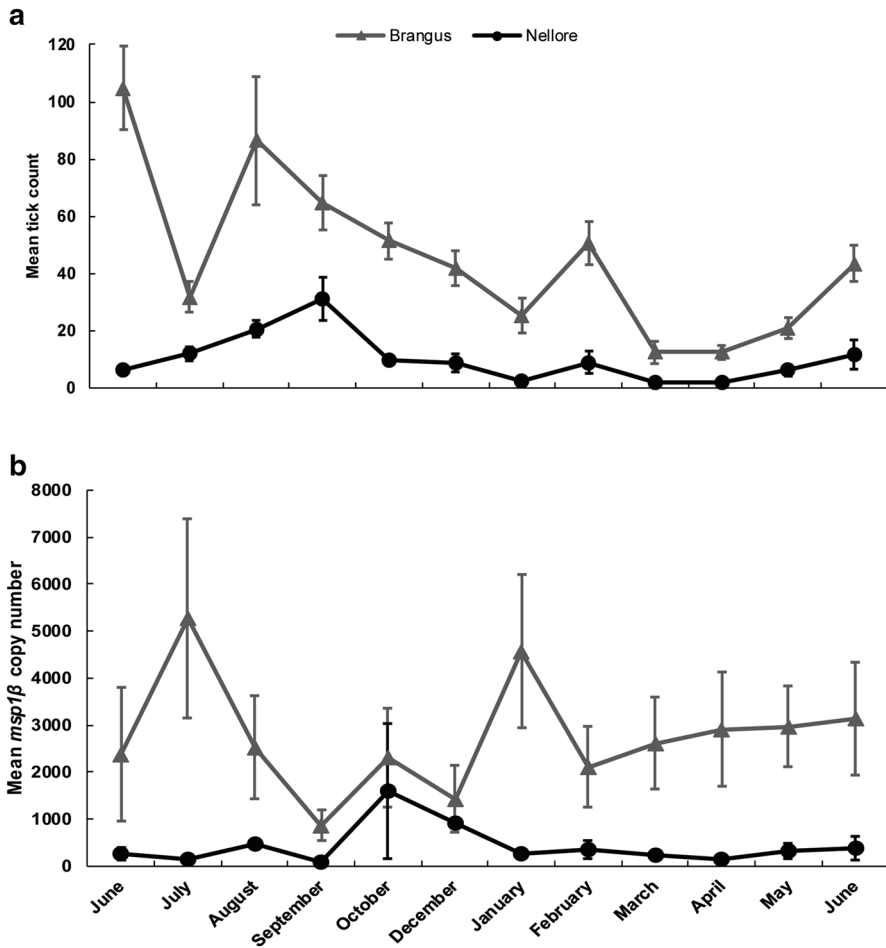 a
Brangus Nellore
120
100
80
60
40
20
0
Mean tick count
b
8000
7000
6000
5000
4000
3000
2000
1000
0
Mean msp1β copy number
June July August September October December January February March April May June